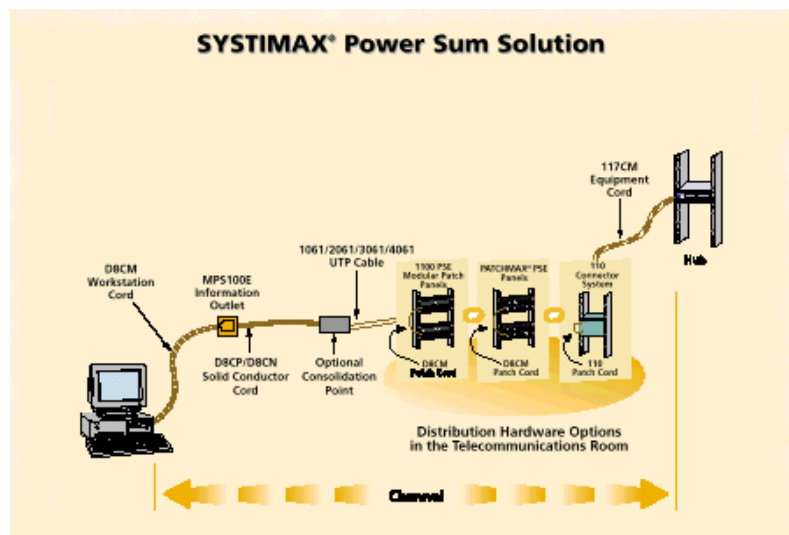 SYSTIMAX® Power Sum Solution
117CM
Equipment
Cord
Hub
1061/2061/3061/4061
UTP Cable
D8CM
Workstation
Cord
MPS100E
Information
Outlet
1100 PSE
Modular Patch
Panels
PATCHMAX® PSE
Panels
110
Connector
System
D8CP/D8CN
Solid Conductor
Cord
Optional
Consolidation
Point
D8CM
Patch Cord
D8CM
Patch Cord
110
Patch Cord
Distribution Hardware Options
in the Telecommunications Room
Channel